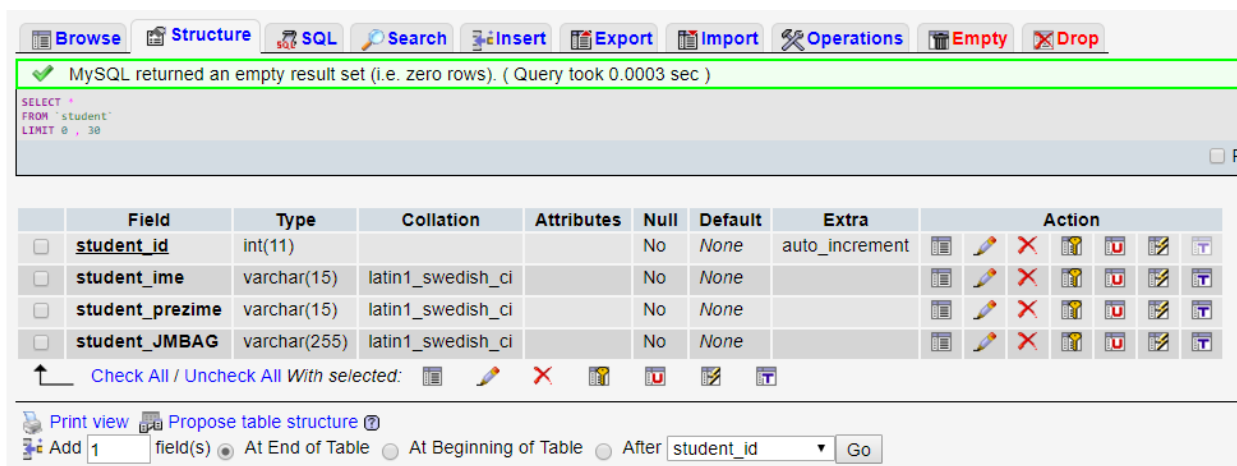 Browse Structure SQL Search Insert Export Import Operations Empty Drop
MySQL returned an empty result set (i.e. zero rows). ( Query took 0.0003 sec )
SELECT *
FROM `student`
LIMIT 0 , 30
Field Type Collation Attributes Null Default Extra Action
student_id int(11) No None auto_increment
student_ime varchar(15) latin1_swedish_ci No None
student_prezime varchar(15) latin1_swedish_ci No None
student_JMBAG varchar(255) latin1_swedish_ci No None
Check All / Uncheck All With selected:
Print view Propose table structure
Add 1 field(s) At End of Table At Beginning of Table After student_id Go